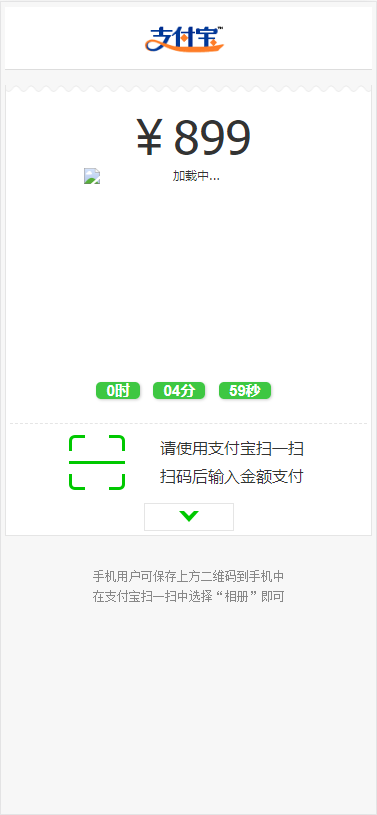 支付宝™
￥899
加载中...
0时 04分 59秒
请使用支付宝扫一扫
扫码后输入金额支付
手机用户可保存上方二维码到手机中
在支付宝扫一扫中选择“相册”即可